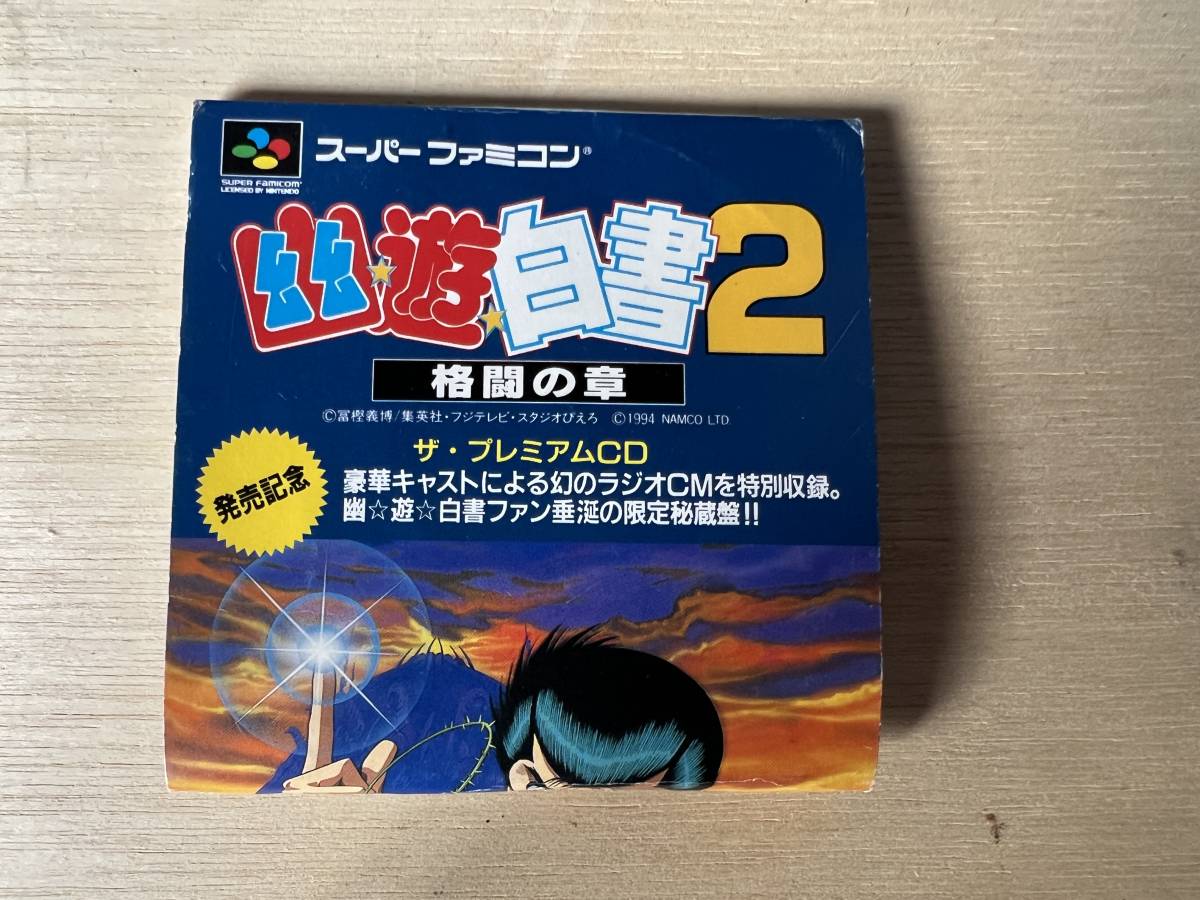 スーパーファミコン®
SUPER FAMICOM
LICENSED BY NINTENDO
幽☆遊☆白書2
格闘の章
©冨樫義博/集英社・フジテレビ・スタジオぴえろ ©1994 NAMCO LTD.
ザ・プレミアムCD
発売記念
豪華キャストによる幻のラジオCMを特別収録。
幽☆遊☆白書ファン垂涎の限定秘蔵盤!!